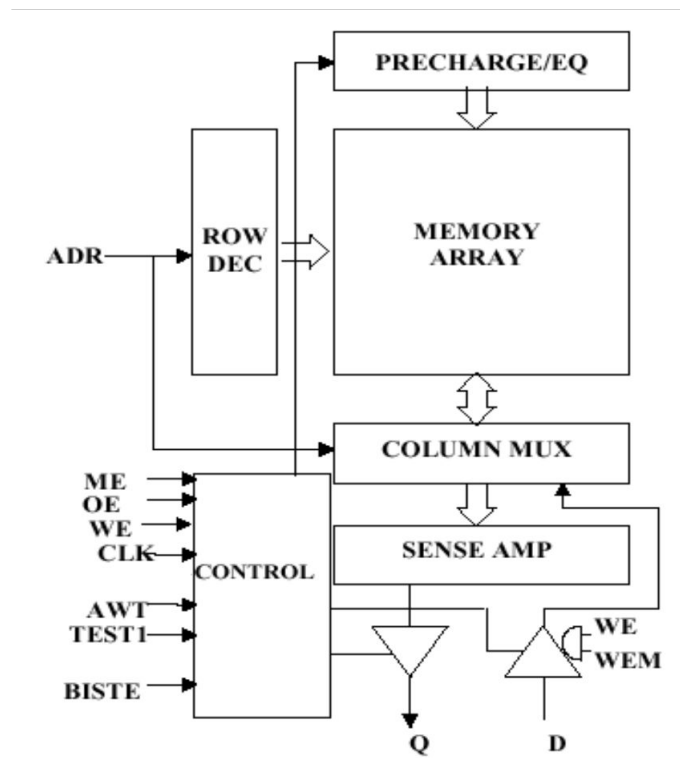 PRECHARGE/EQ
ROW
DEC
MEMORY
ARRAY
ADR
COLUMN MUX
ME
OE
WE
CLK
SENSE AMP
CONTROL
AWT
TEST1
BISTE
WE
WEM
Q
D